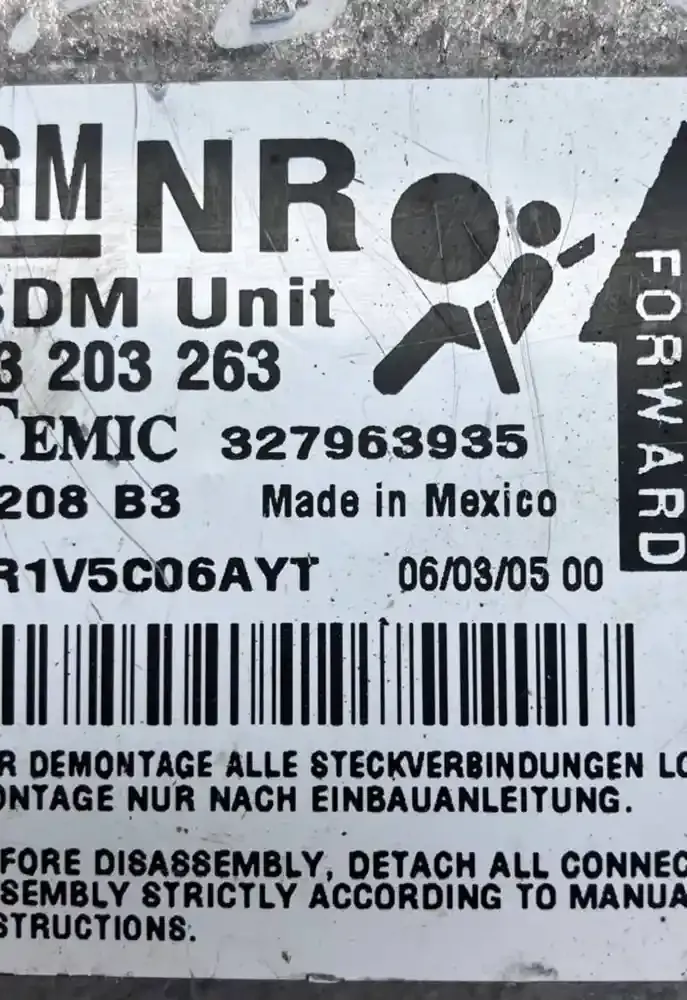 GM NR
SDM Unit
3 203 263
TEMIC 327963935
208 B3 Made in Mexico
R1V5C06AYT 06/03/05 00
FORWARD
R DEMONTAGE ALLE STECKVERBINDUNGEN LO
ONTAGE NUR NACH EINBAUANLEITUNG.
FORE DISASSEMBLY, DETACH ALL CONNEC
SEMBLY STRICTLY ACCORDING TO MANUA
STRUCTIONS.